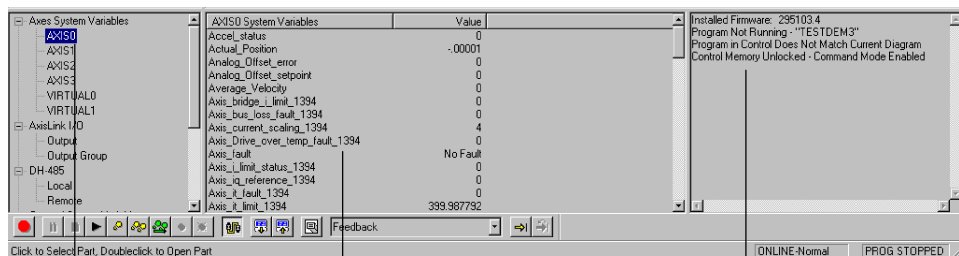 Axes System Variables
AXIS0
AXIS1
AXIS2
AXIS3
VIRTUAL0
VIRTUAL1
AxisLink I/O
Output
Output Group
DH-485
Local
Remote
AXIS0 System Variables Value
Accel_status 0
Actual_Position -.00001
Analog_Offset_error 0
Analog_Offset_setpoint 0
Average_Velocity 0
Axis_bridge_i_limit_1394 0
Axis_bus_loss_fault_1394 0
Axis_current_scaling_1394 4
Axis_Drive_over_temp_fault_1394 0
Axis_fault No Fault
Axis_i_limit_status_1394 0
Axis_iq_reference_1394 0
Axis_it_fault_1394 0
Axis_it_limit_1394 399.987792
Installed Firmware: 295103.4
Program Not Running - "TESTDEM3"
Program in Control Does Not Match Current Diagram
Control Memory Unlocked - Command Mode Enabled
Feedback
Click to Select Part, Doubleclick to Open Part
ONLINE-Normal
PROG STOPPED